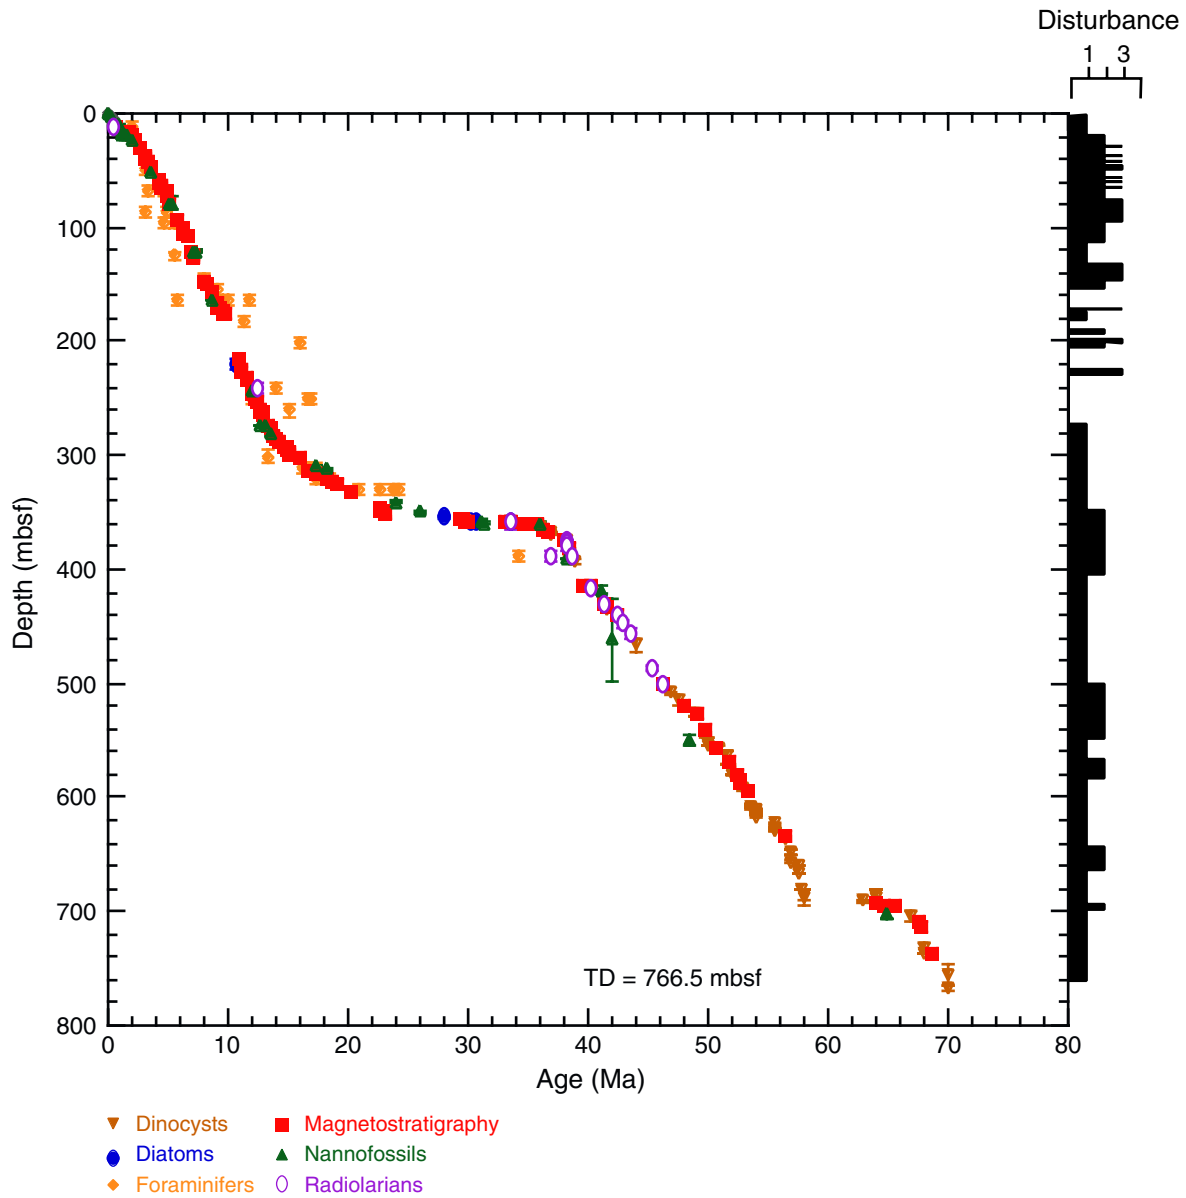 Disturbance
1 3
0
100
200
300
400
500
600
700
800
Depth (mbsf)
TD = 766.5 mbsf
0 10 20 30 40 50 60 70 80
Age (Ma)
Dinocysts Magnetostratigraphy
Diatoms Nannofossils
Foraminifers Radiolarians